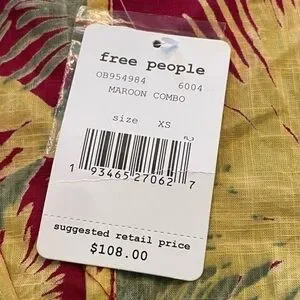 free people
OB954984 6004
MAROON COMBO
size XS
1 93465 27062 7
suggested retail price
$108.00